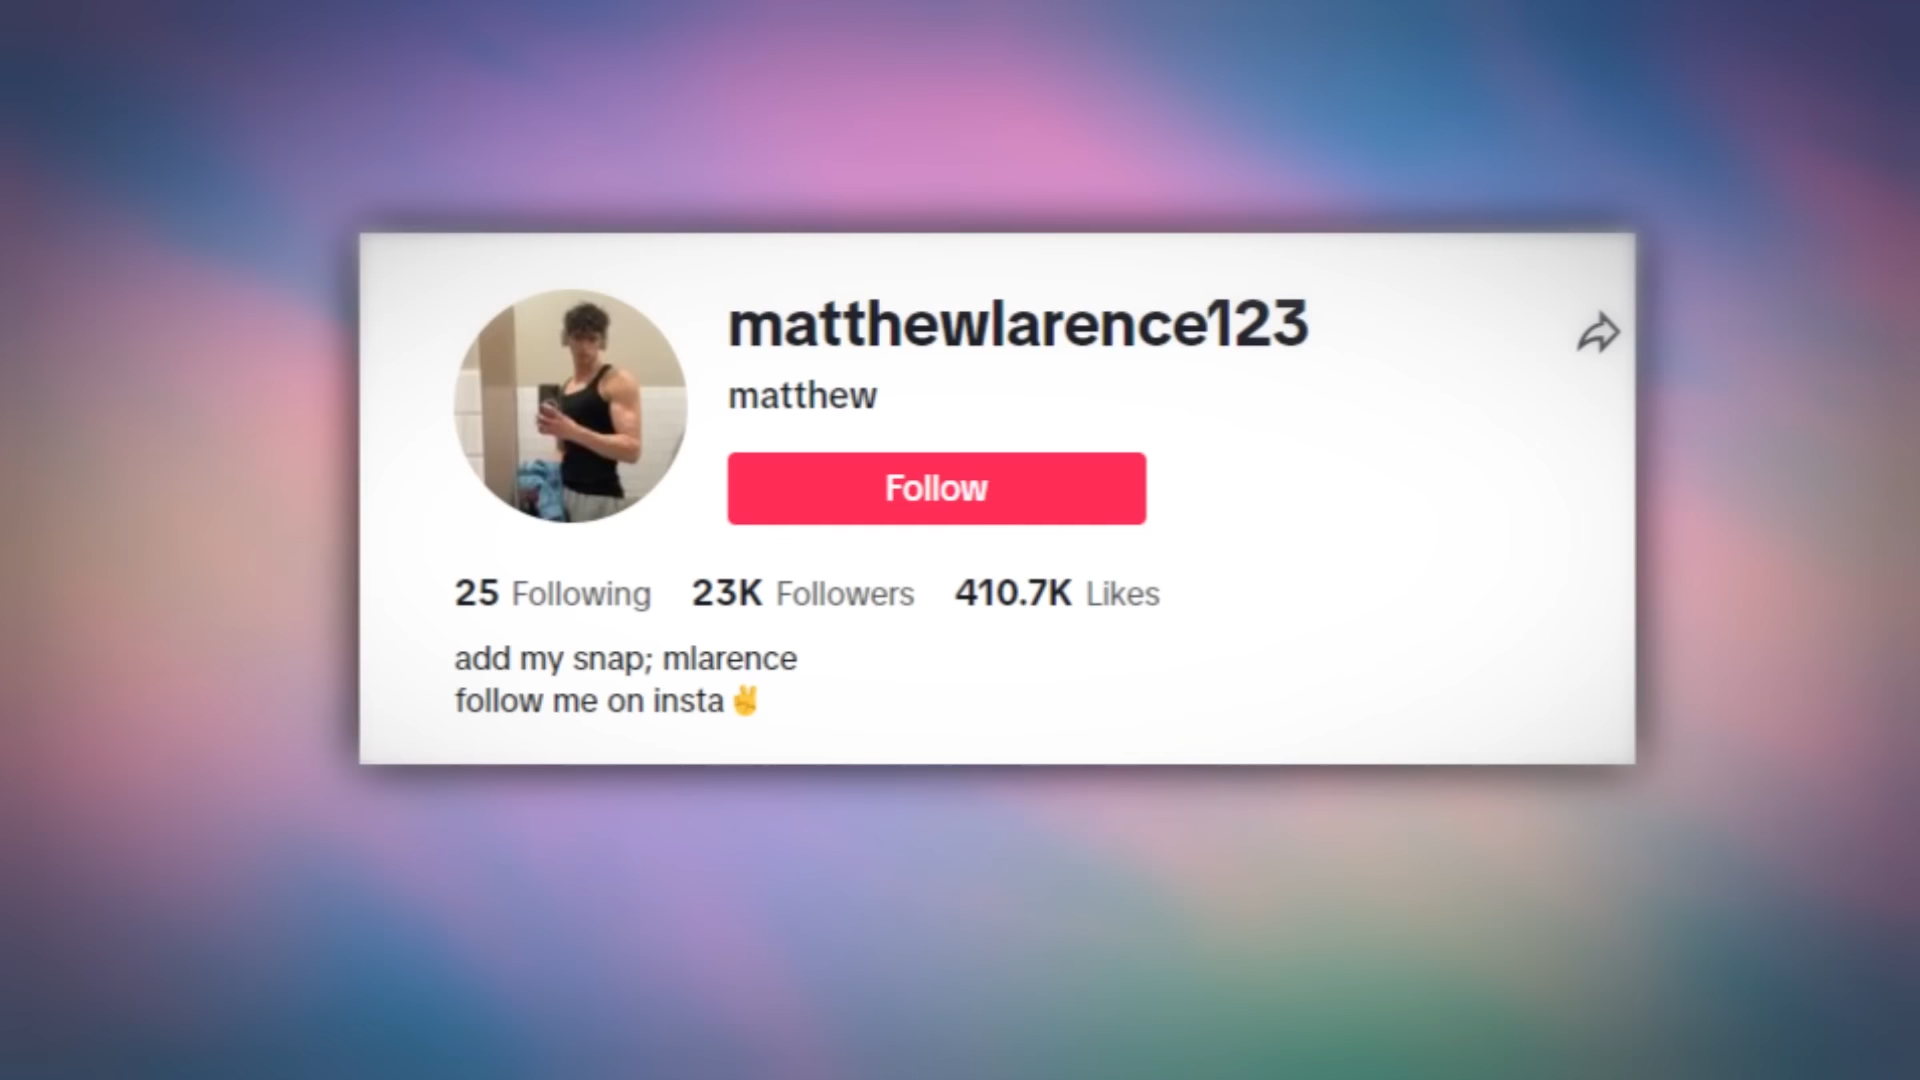 matthewlarence123
matthew
Follow
25 Following 23K Followers 410.7K Likes
add my snap; mlarence
follow me on insta✌️